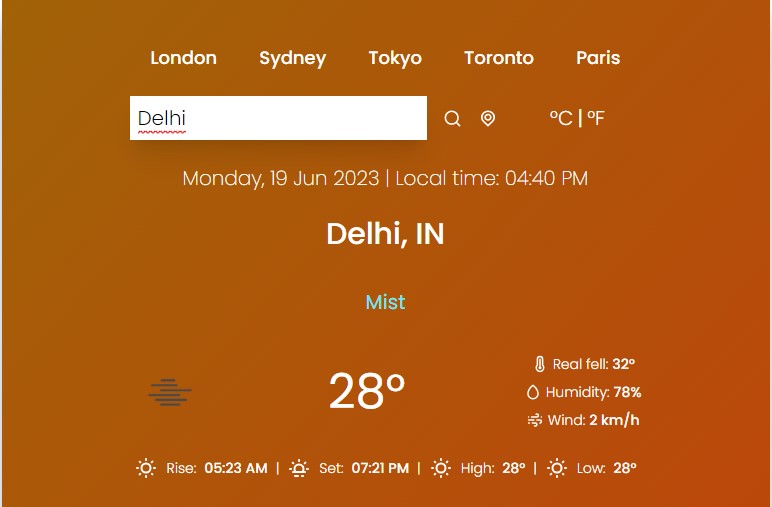 London Sydney Tokyo Toronto Paris
Delhi °C | °F
Monday, 19 Jun 2023 | Local time: 04:40 PM
Delhi, IN
Mist
28°
Real fell: 32°
Humidity: 78%
Wind: 2 km/h
Rise: 05:23 AM | Set: 07:21 PM | High: 28° | Low: 28°